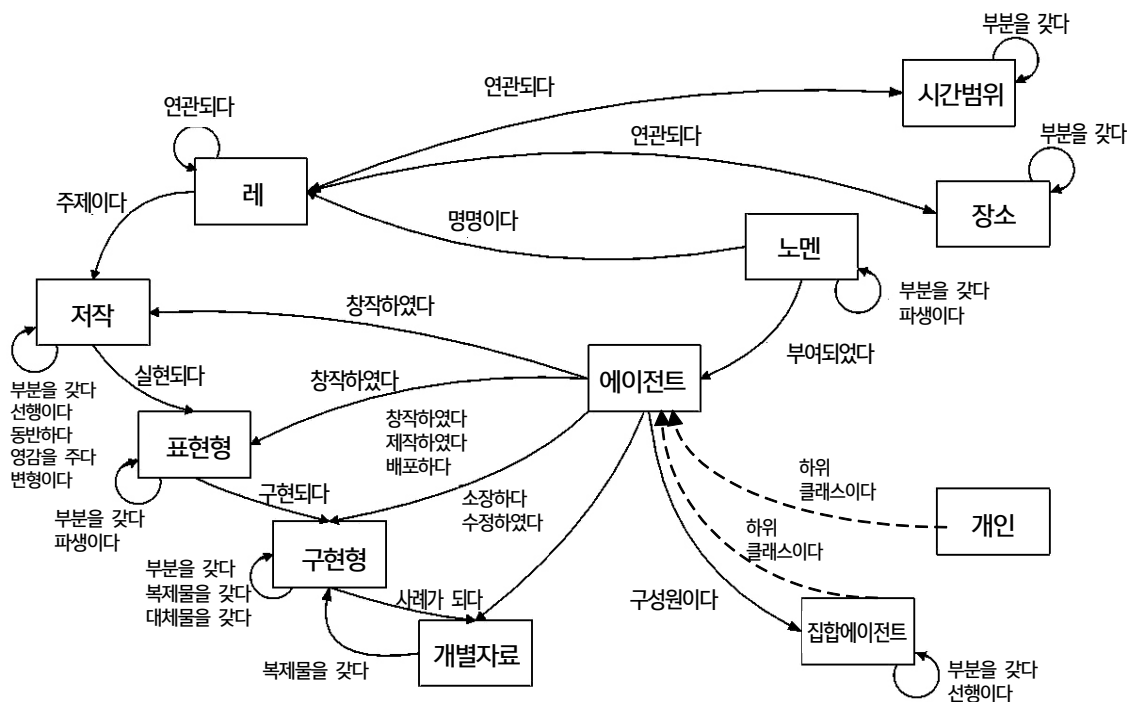 부분을 갖다
시간범위
연관되다
연관되다
연관되다
부분을 갖다
레
장소
주제이다
명명이다
노멘
부분을 갖다
파생이다
저작
창작하였다
부여되었다
에이전트
실현되다
창작하였다
부분을 갖다
선행이다
동반하다
영감을 주다
변형이다
창작하였다
제작하였다
배포하다
표현형
하위
클래스이다
구현되다
소장하다
수정하였다
부분을 갖다
파생이다
개인
하위
클래스이다
구현형
부분을 갖다
복제물을 갖다
대체물을 갖다
사례가 되다
구성원이다
집합에이전트
개별자료
복제물을 갖다
부분을 갖다
선행이다